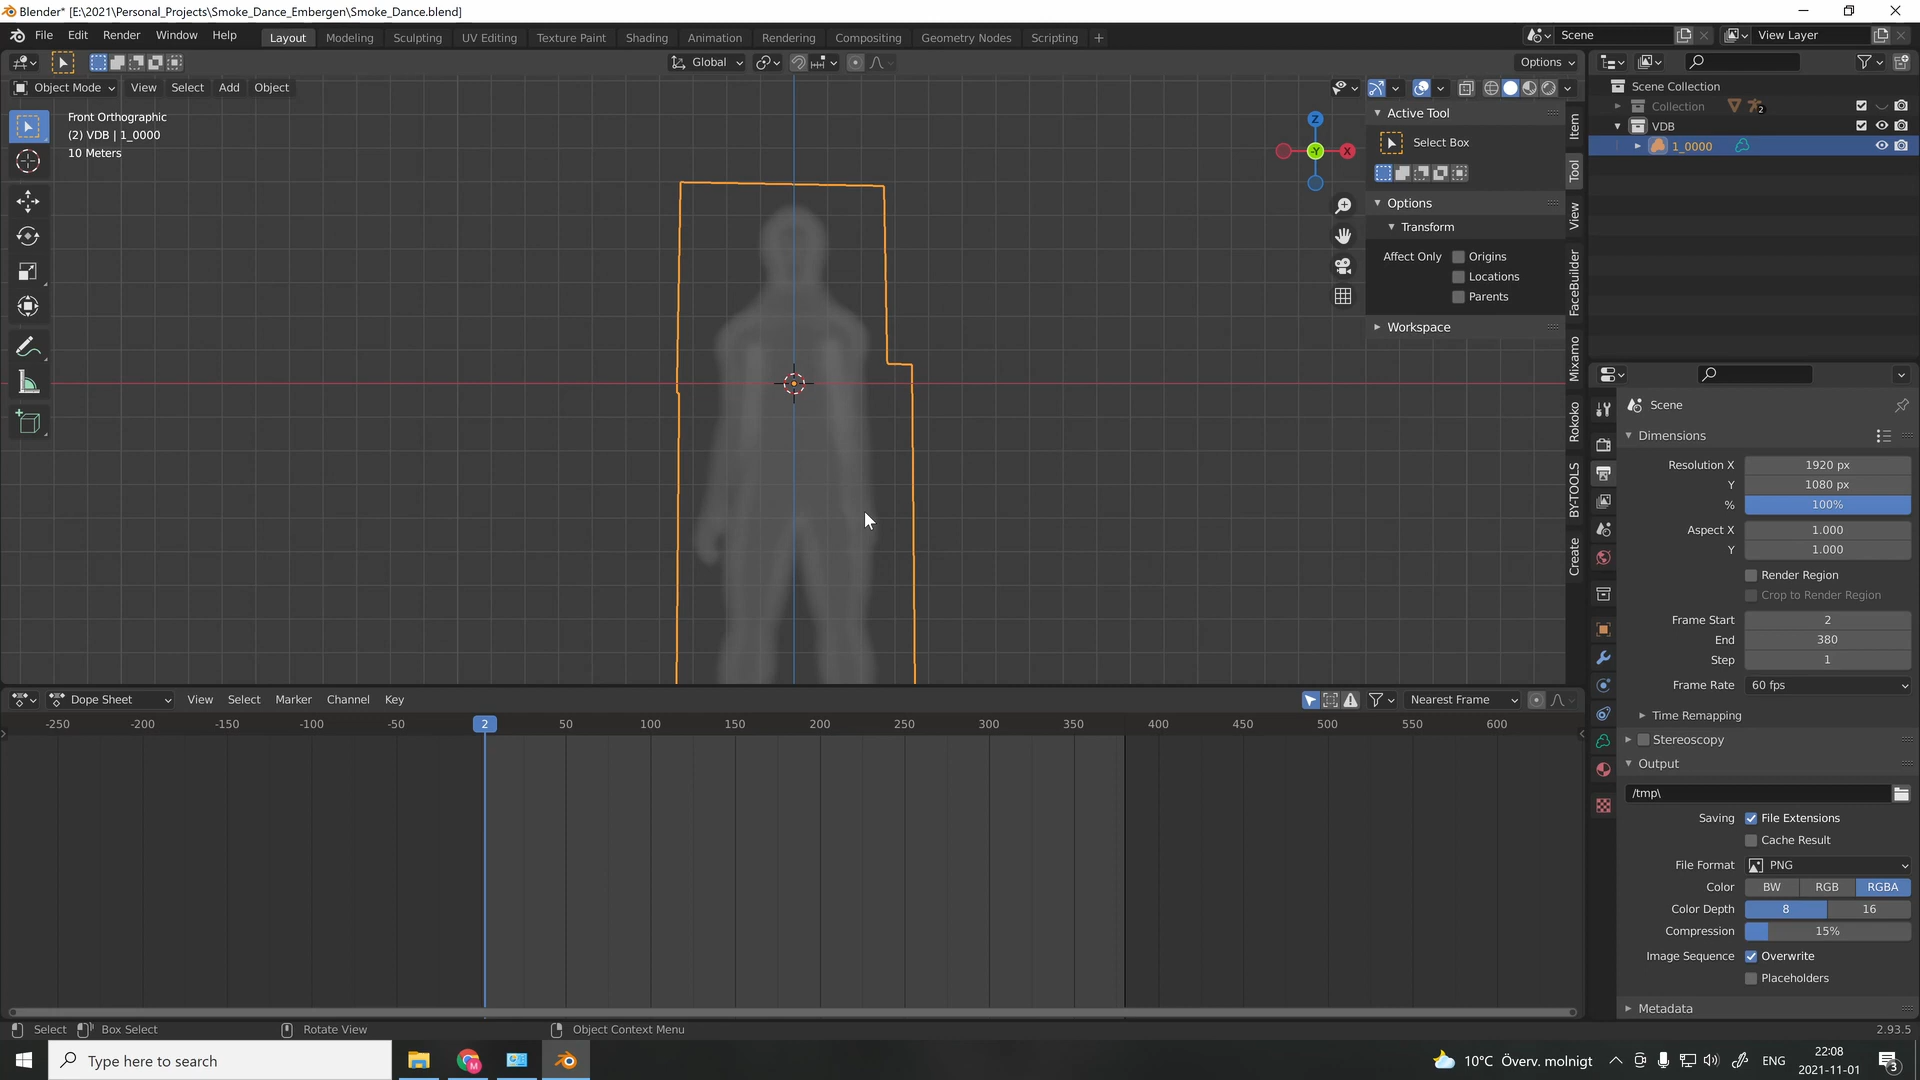 Blender* [E:\2021\Personal_Projects\Smoke_Dance_Embergen\Smoke_Dance.blend]
File Edit Render Window Help Layout Modeling Sculpting UV Editing Texture Paint Shading Animation Rendering Compositing Geometry Nodes Scripting + Scene View Layer
Global Options
Object Mode View Select Add Object
Front Orthographic
(2) VDB | 1_0000
10 Meters
Z
-Y
X
Active Tool
Select Box
Options
Transform
Affect Only Origins
Locations
Parents
Workspace
Item
Tool
View
FaceBuilder
Mixamo
Rokoko
BY-TOOLS
Create
Scene Collection
Collection 2
VDB
1_0000
Scene
Dimensions
Resolution X 1920 px
Y 1080 px
% 100%
Aspect X 1.000
Y 1.000
Render Region
Crop to Render Region
Frame Start 2
End 380
Step 1
Frame Rate 60 fps
Time Remapping
Stereoscopy
Output
/tmp\
Saving File Extensions
Cache Result
File Format PNG
Color BW RGB RGBA
Color Depth 8 16
Compression 15%
Image Sequence Overwrite
Placeholders
Metadata
Dope Sheet View Select Marker Channel Key Nearest Frame
-250 -200 -150 -100 -50 2 50 100 150 200 250 300 350 400 450 500 550 600
Select Box Select Rotate View Object Context Menu 2.93.5
Type here to search
10°C Överv. molnigt ENG
22:08
2021-11-01
3